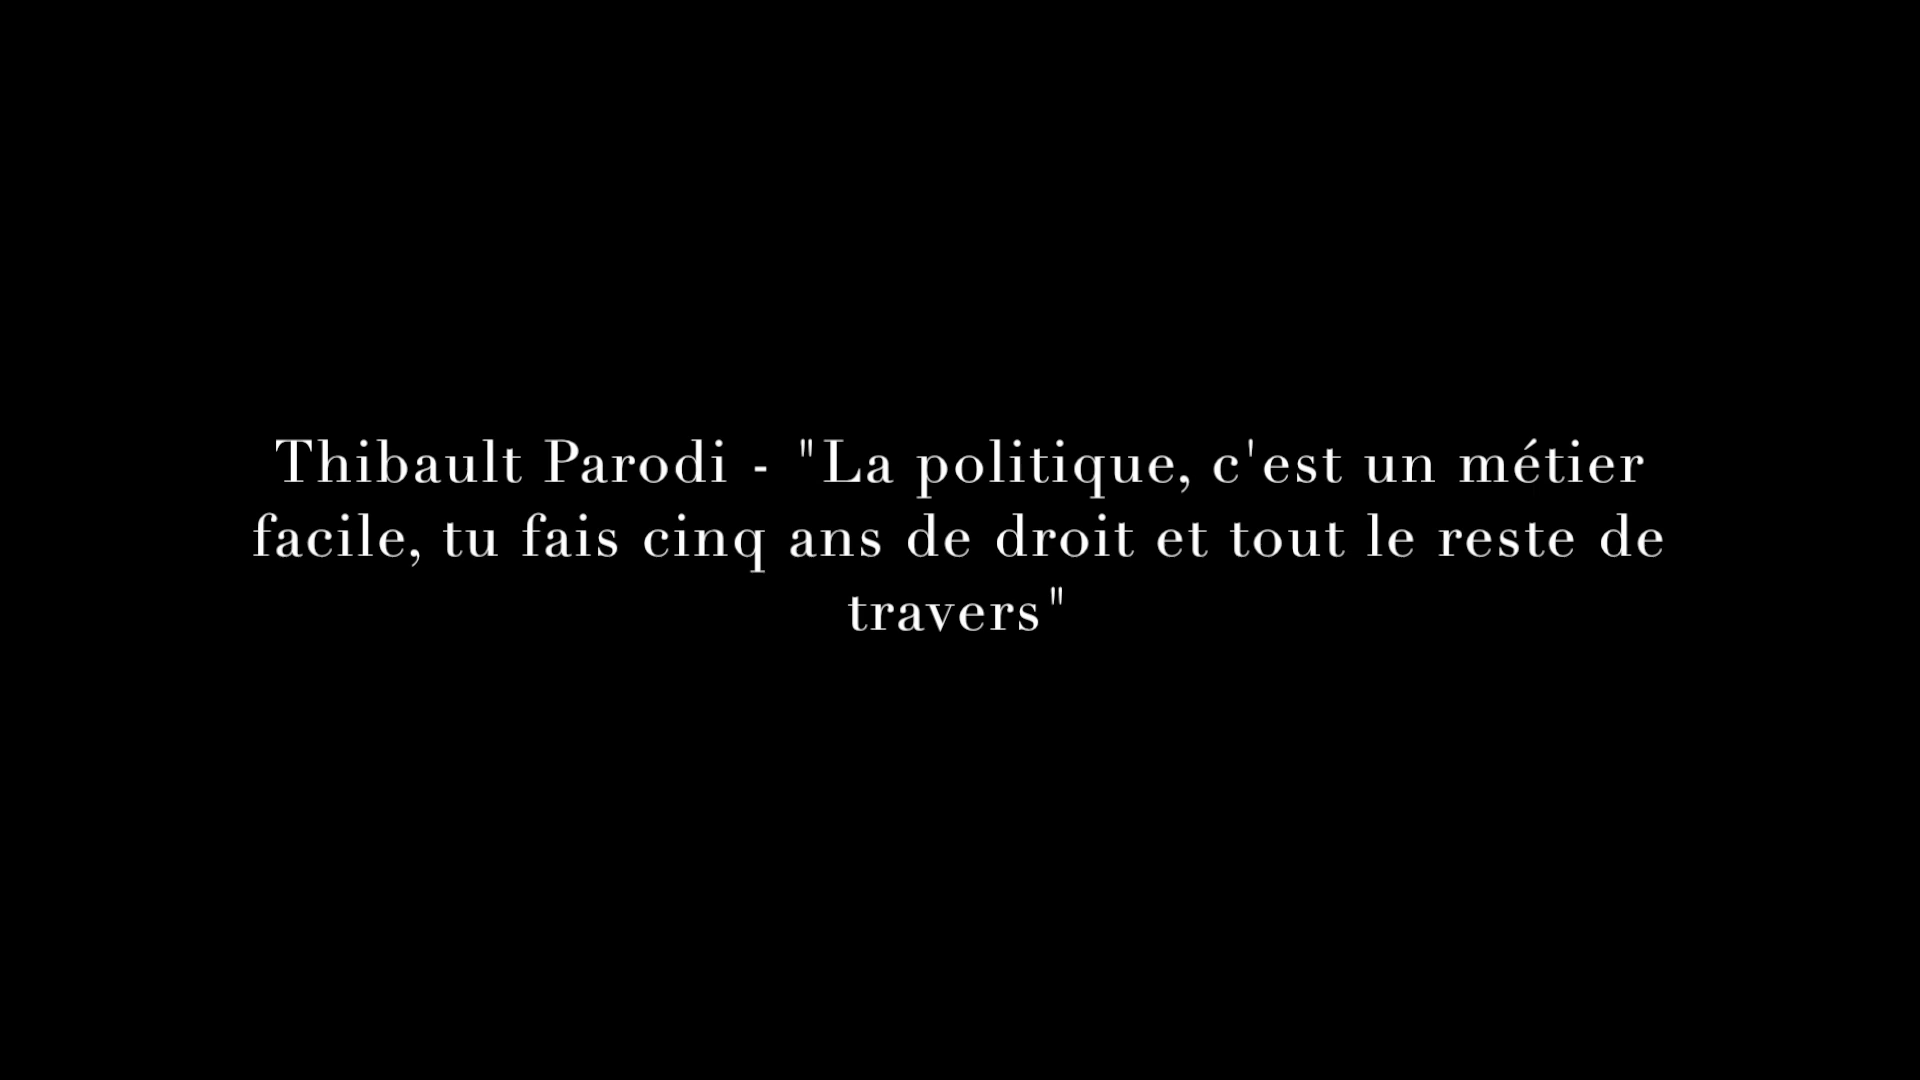 Thibault Parodi - "La politique, c'est un métier
facile, tu fais cinq ans de droit et tout le reste de
travers"